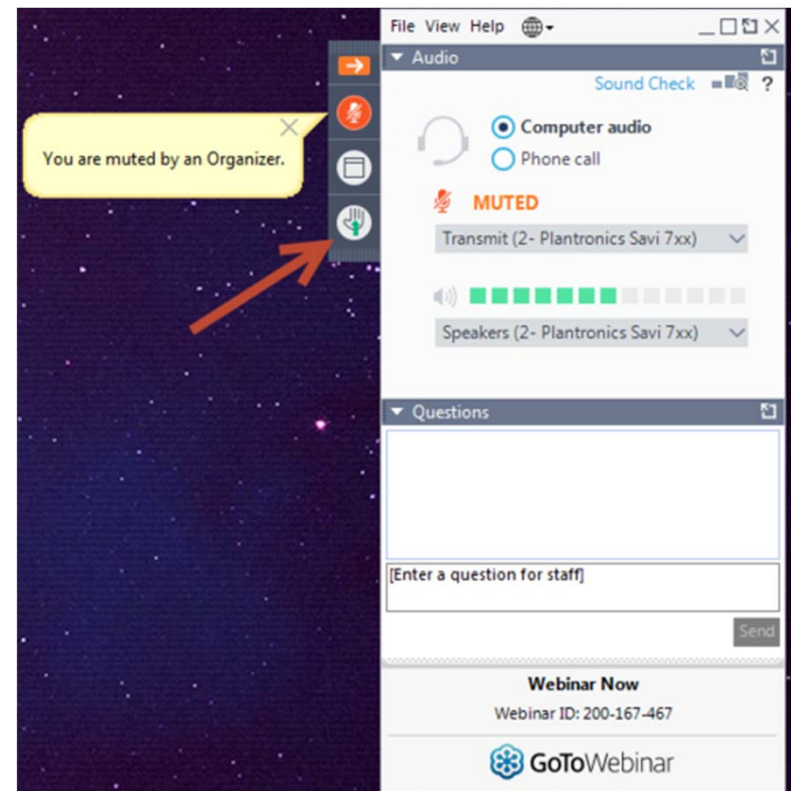 File View Help
Audio
Sound Check ?
You are muted by an Organizer.
Computer audio
Phone call
MUTED
Transmit (2- Plantronics Savi 7xx)
Speakers (2- Plantronics Savi 7xx)
Questions
[Enter a question for staff]
Send
Webinar Now
Webinar ID: 200-167-467
GoToWebinar